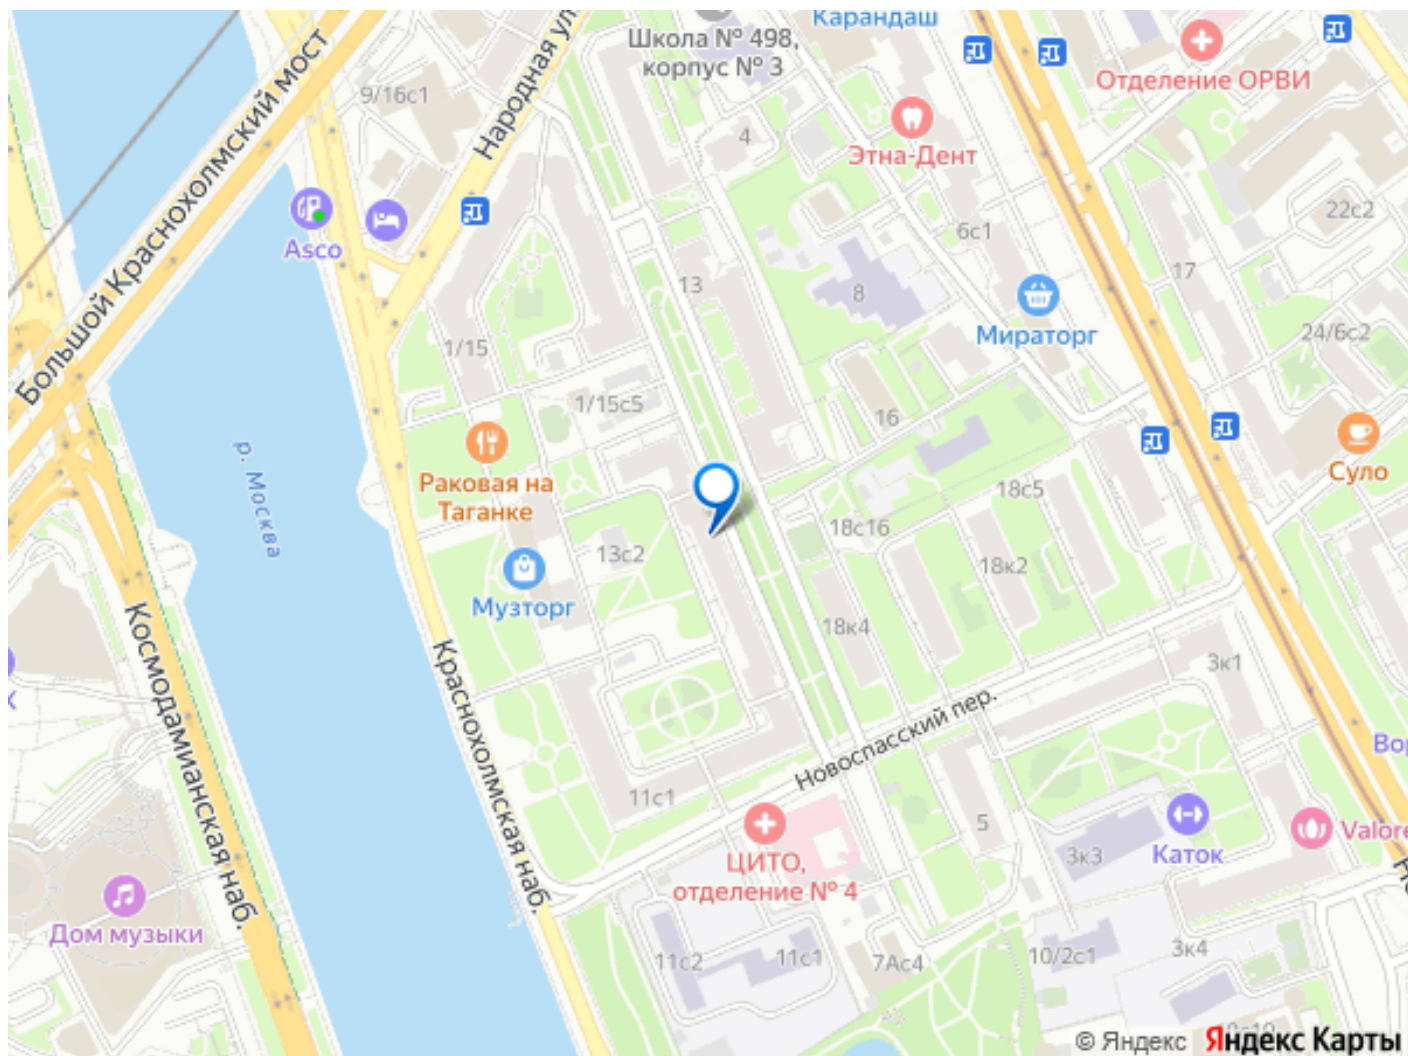 Карандаш
Школа № 498,
корпус № 3
Отделение ОРВИ
Народная ул.
9/16с1
4
Этна-Дент
Большой Краснохолмский мост
Asco
22с2
6с1
17
13
8
Мираторг
24/6с2
1/15
1/15с5
16
Суло
р. Москва
Раковая на
Таганке
18с5
18с16
13с2
18к2
Музторг
18к4
Космодамианская наб.
Краснохолмская наб.
3к1
Новоспасский пер.
11с1
5
3к3
Каток
Valore
ЦИТО,
отделение № 4
Дом музыки
11с2
11с1
7Ас4
10/2с1
3к4
© Яндекс Яндекс Карты